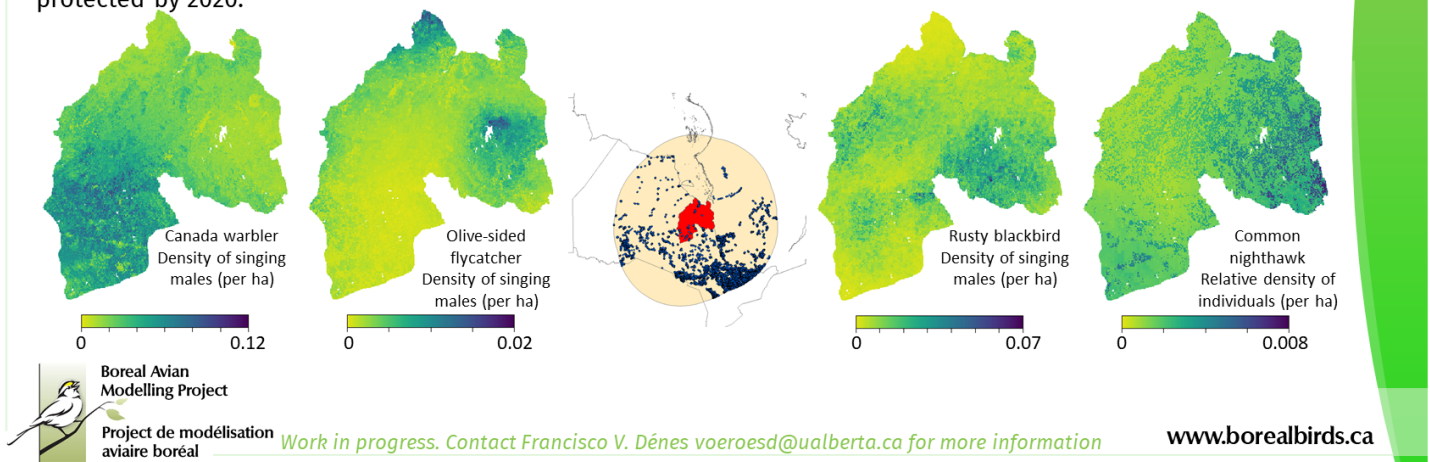 protected by 2020.
Canada warbler
Density of singing
males (per ha)
0 0.12
Olive-sided
flycatcher
Density of singing
males (per ha)
0 0.02
Rusty blackbird
Density of singing
males (per ha)
0 0.07
Common
nighthawk
Relative density of
individuals (per ha)
0 0.008
Boreal Avian
Modelling Project
Project de modélisation
aviaire boréal
Work in progress. Contact Francisco V. Dénes voeroesd@ualberta.ca for more information
www.borealbirds.ca